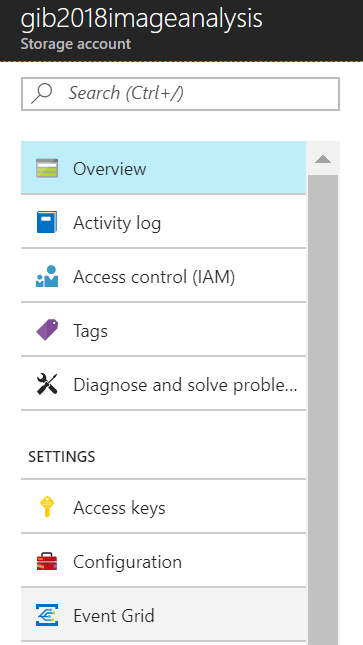 gib2018imageanalysis
Storage account
Search (Ctrl+/)
Overview
Activity log
Access control (IAM)
Tags
Diagnose and solve proble...
SETTINGS
Access keys
Configuration
Event Grid